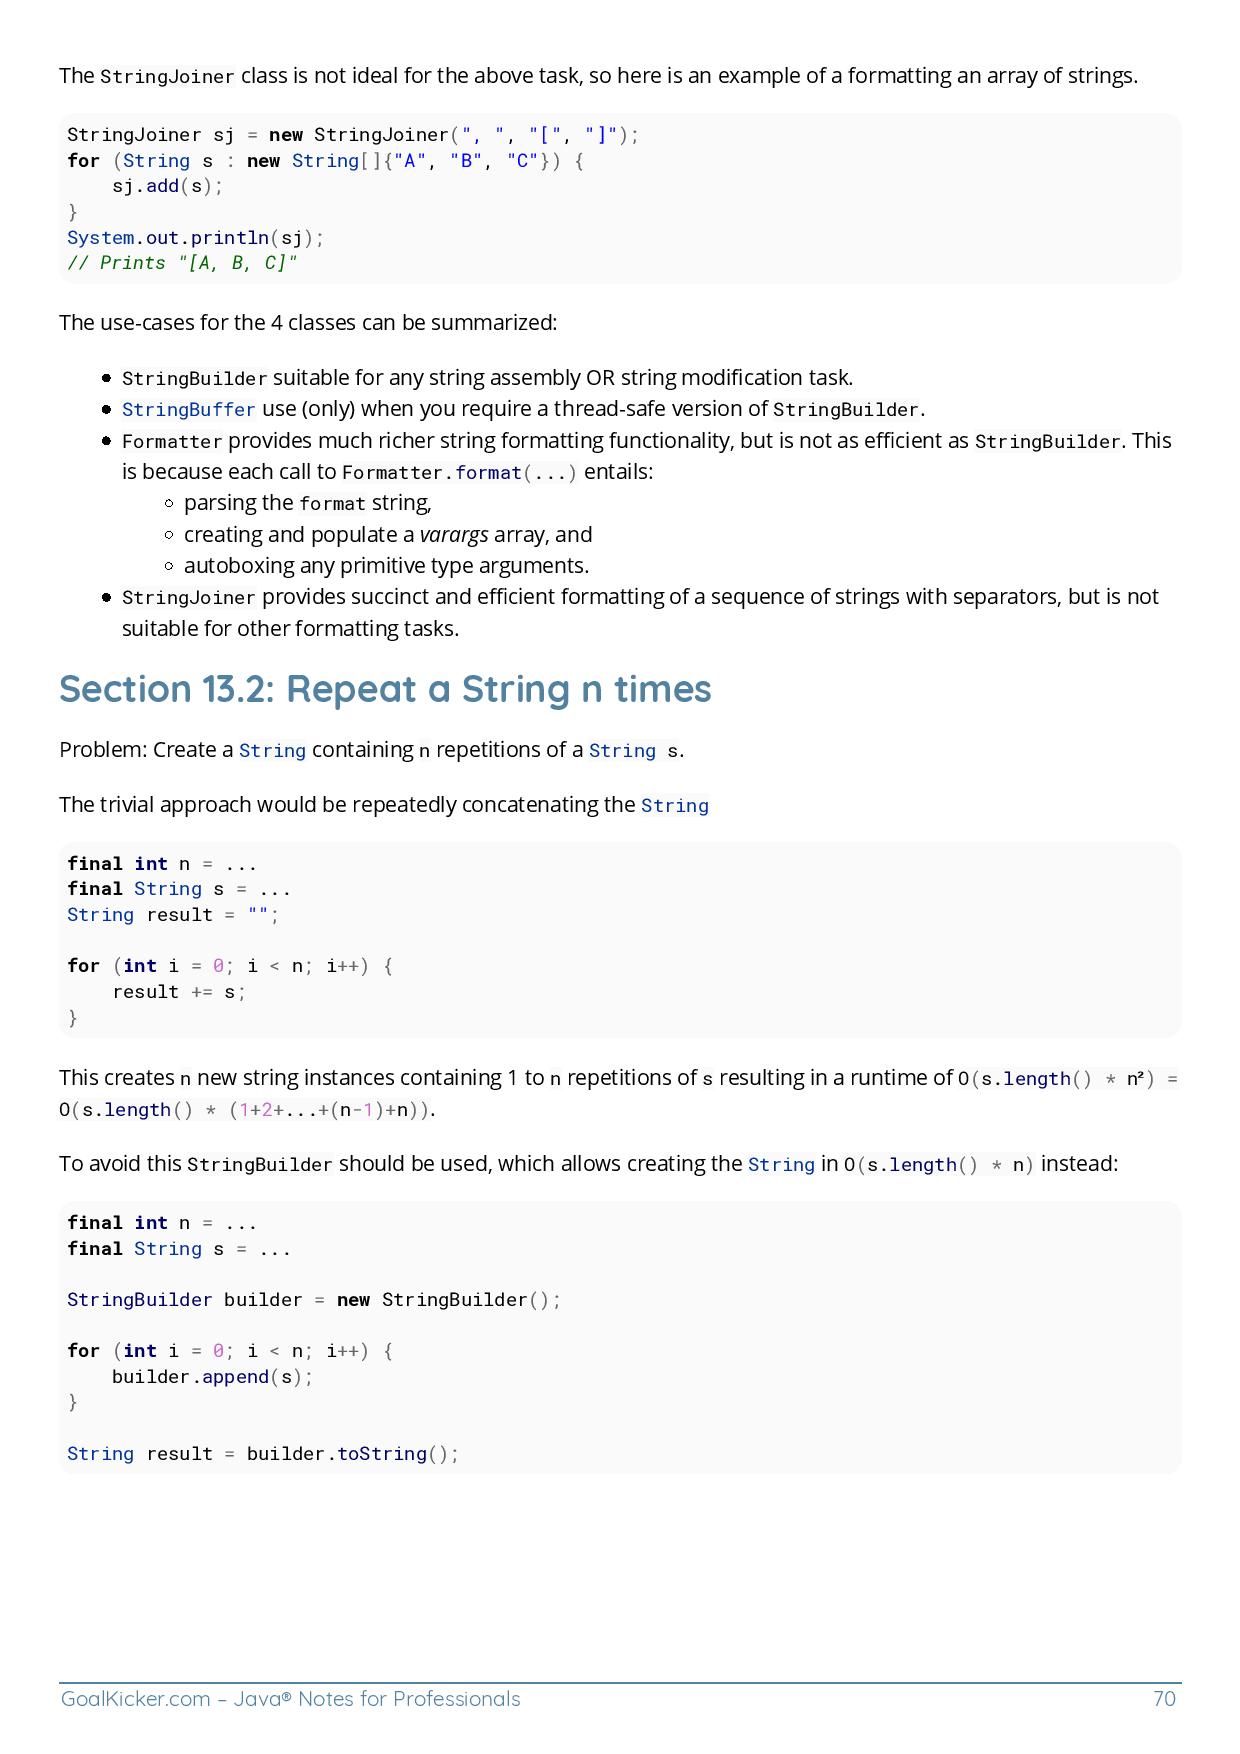 The StringJoiner class is not ideal for the above task, so here is an example of a formatting an array of strings.
StringJoiner sj = new StringJoiner(", ", "[", "]");
for (String s : new String[]{"A", "B", "C"}) {
    sj.add(s);
}
System.out.println(sj);
// Prints "[A, B, C]"
The use-cases for the 4 classes can be summarized:
• StringBuilder suitable for any string assembly OR string modification task.
• StringBuffer use (only) when you require a thread-safe version of StringBuilder.
• Formatter provides much richer string formatting functionality, but is not as efficient as StringBuilder. This
is because each call to Formatter.format(...) entails:
◦ parsing the format string,
◦ creating and populate a varargs array, and
◦ autoboxing any primitive type arguments.
• StringJoiner provides succinct and efficient formatting of a sequence of strings with separators, but is not
suitable for other formatting tasks.
Section 13.2: Repeat a String n times
Problem: Create a String containing n repetitions of a String s.
The trivial approach would be repeatedly concatenating the String
final int n = ...
final String s = ...
String result = "";
for (int i = 0; i < n; i++) {
    result += s;
}
This creates n new string instances containing 1 to n repetitions of s resulting in a runtime of O(s.length() * n²) =
O(s.length() * (1+2+...+(n-1)+n)).
To avoid this StringBuilder should be used, which allows creating the String in O(s.length() * n) instead:
final int n = ...
final String s = ...
StringBuilder builder = new StringBuilder();
for (int i = 0; i < n; i++) {
    builder.append(s);
}
String result = builder.toString();
GoalKicker.com – Java® Notes for Professionals 70